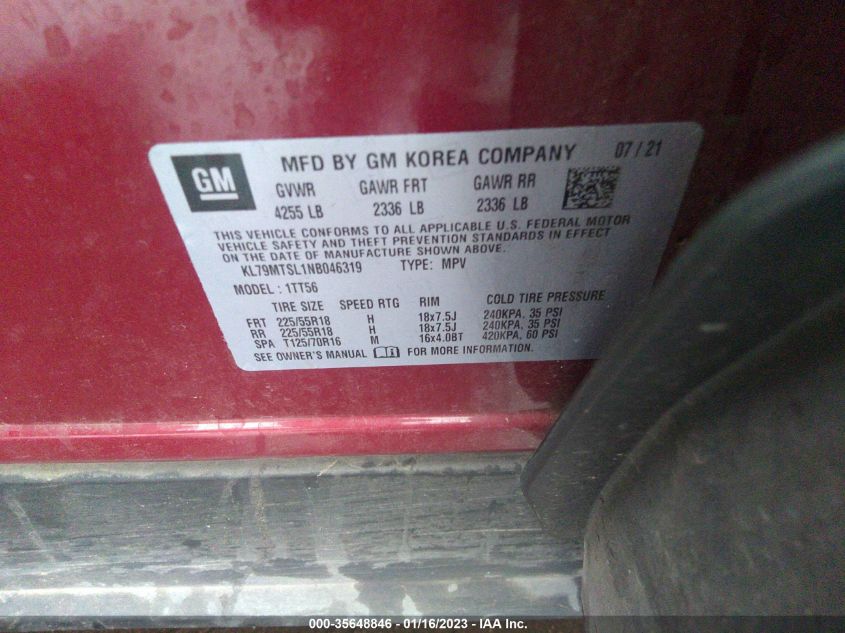 GM
MFD BY GM KOREA COMPANY 07 / 21
GVWR GAWR FRT GAWR RR
4255 LB 2336 LB 2336 LB
THIS VEHICLE CONFORMS TO ALL APPLICABLE U.S. FEDERAL MOTOR
VEHICLE SAFETY AND THEFT PREVENTION STANDARDS IN EFFECT
ON THE DATE OF MANUFACTURE SHOWN ABOVE.
KL79MTSL1NB046319 TYPE: MPV
MODEL: 1TT56
TIRE SIZE SPEED RTG RIM COLD TIRE PRESSURE
FRT 225/55R18 H 18x7.5J 240KPA, 35 PSI
RR 225/55R18 H 18x7.5J 240KPA, 35 PSI
SPA T125/70R16 M 16x4.0BT 420KPA, 60 PSI
SEE OWNER'S MANUAL FOR MORE INFORMATION.
000-35648846 - 01/16/2023 - IAA Inc.